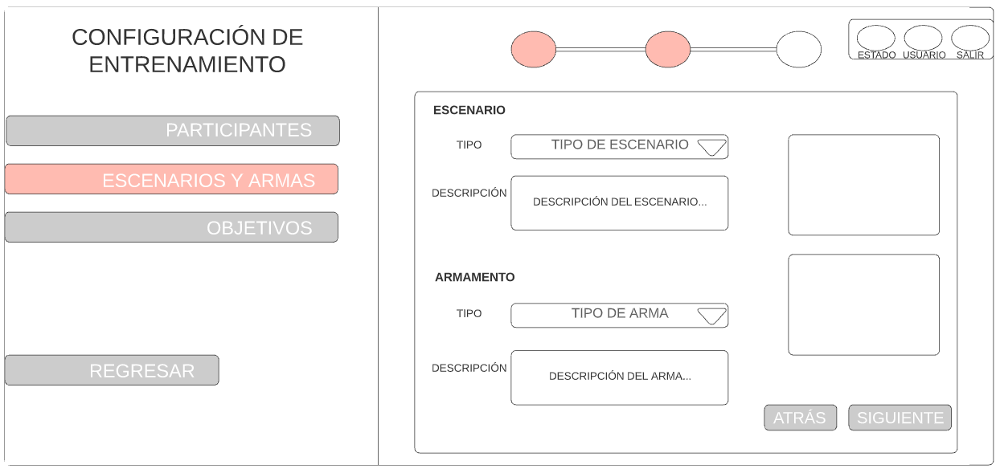 CONFIGURACIÓN DE
ENTRENAMIENTO
PARTICIPANTES
ESCENARIOS Y ARMAS
OBJETIVOS
REGRESAR
ESTADO USUARIO SALIR
ESCENARIO
TIPO TIPO DE ESCENARIO
DESCRIPCIÓN DESCRIPCIÓN DEL ESCENARIO...
ARMAMENTO
TIPO TIPO DE ARMA
DESCRIPCIÓN DESCRIPCIÓN DEL ARMA...
ATRÁS SIGUIENTE